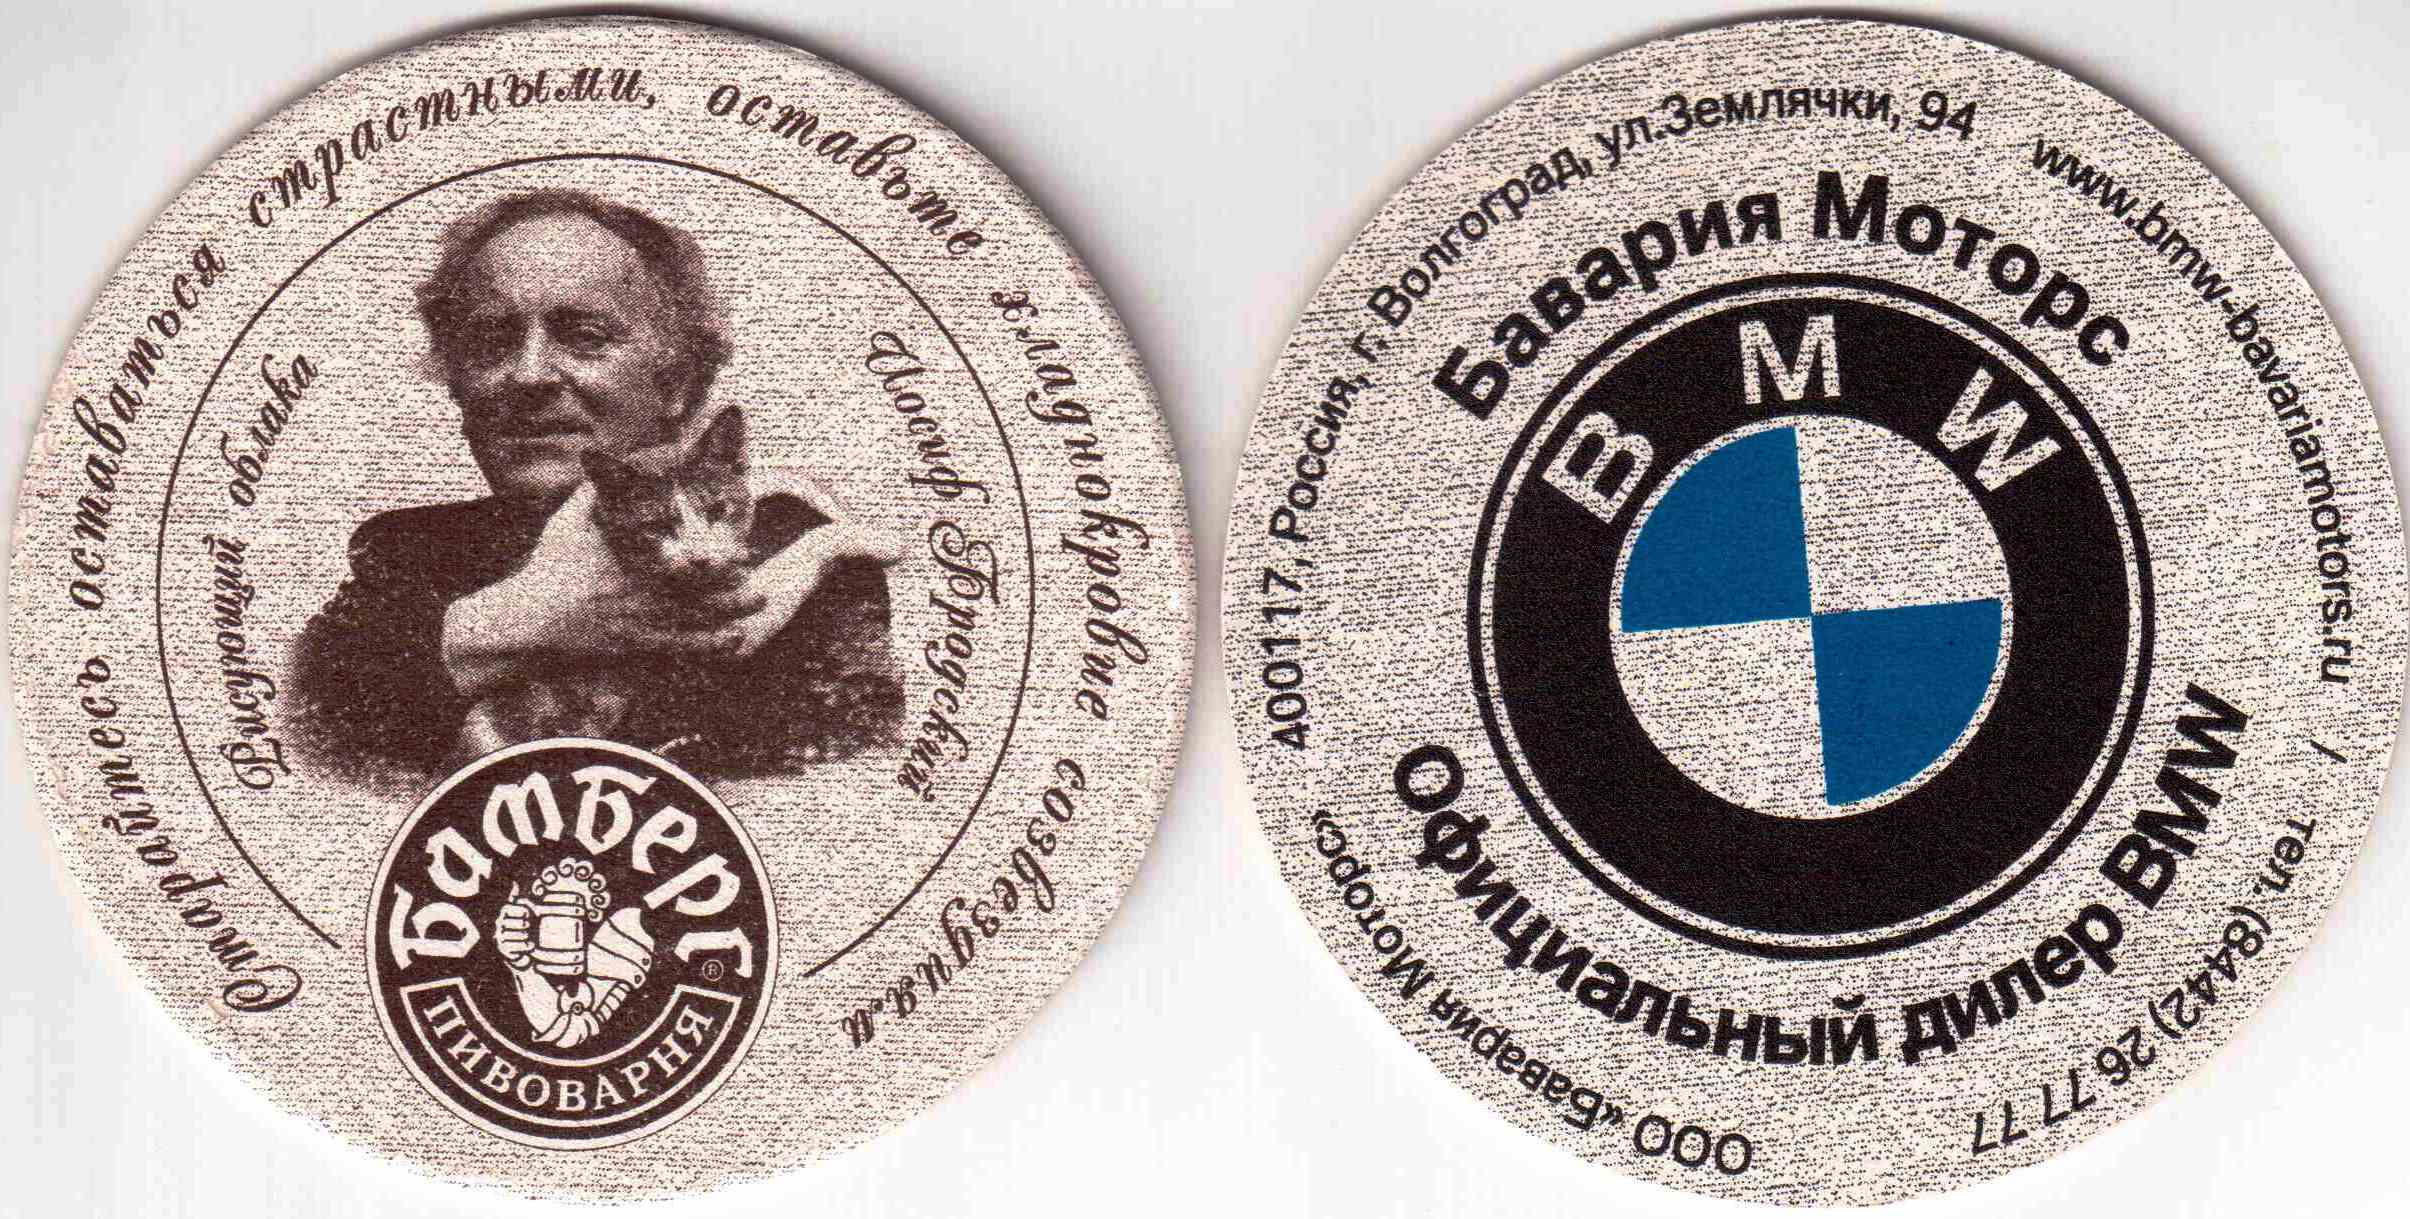 Старайтесь оставаться страстными, оставьте хладнокровие созвездиям
Рисующий облака
Иосиф Бродский
Бамберг
®
ПИВОВАРНЯ
ООО «Бавария Моторс», 400117, Россия, г. Волгоград, ул.Землячки, 94 www.bmw-bavariamotors.ru / тел. (8442) 26 77 77
Бавария Моторс
BMW
Официальный дилер BMW